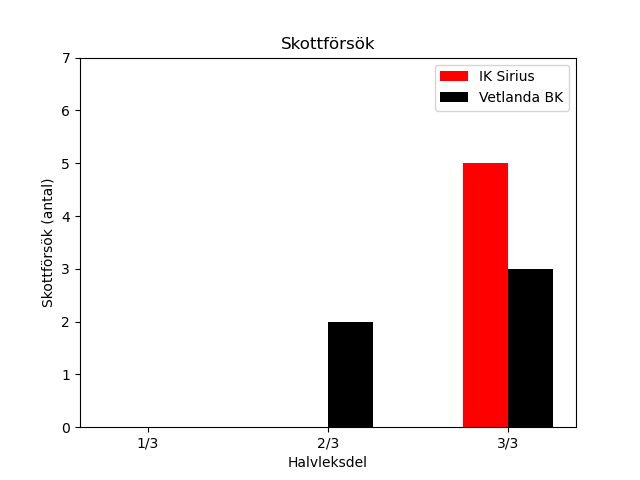 Skottförsök
7
6
5
4
3
2
1
0
Skottförsök (antal)
IK Sirius
Vetlanda BK
1/3 2/3 3/3
Halvleksdel